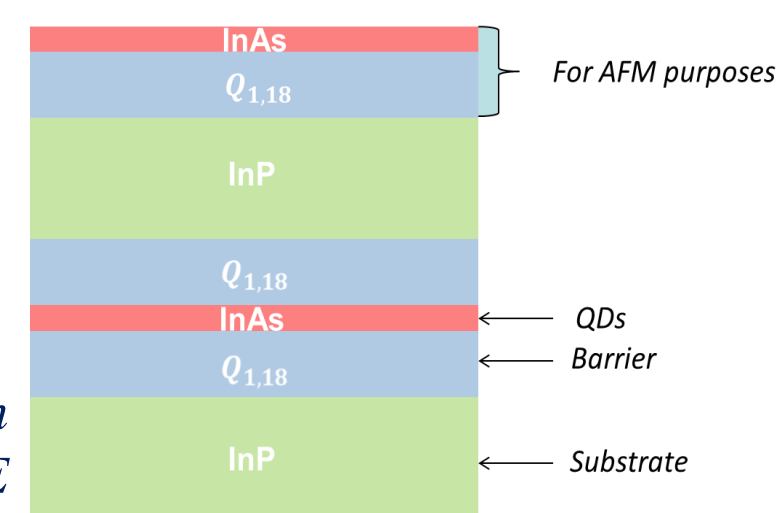 InAs
Q1,18
For AFM purposes
InP
Q1,18
InAs
QDs
Q1,18
Barrier
InP
Substrate